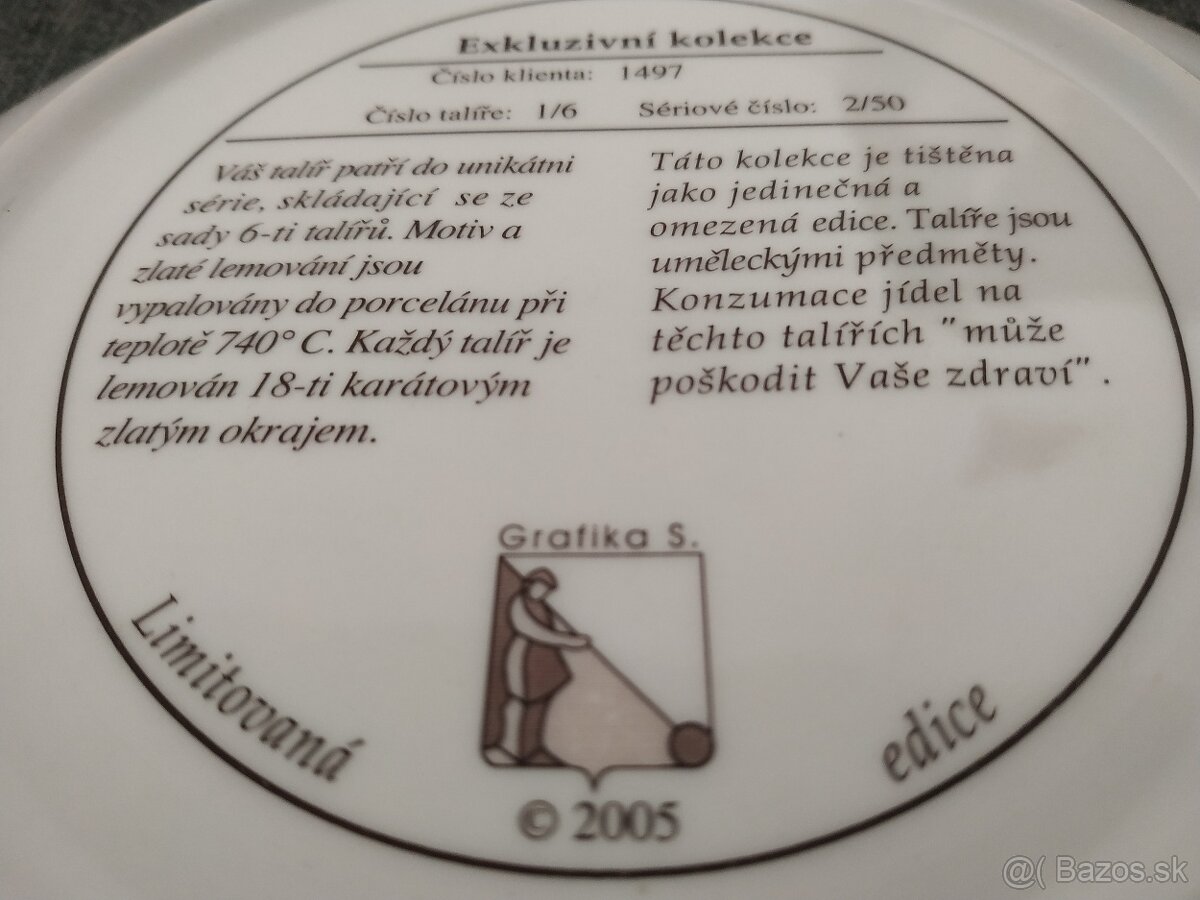 Exkluzivní kolekce
Číslo klienta: 1497
Číslo talíře: 1/6 Sériové číslo: 2/50
Váš talíř patří do unikátni
série, skládající se ze
sady 6-ti talířů. Motiv a
zlaté lemování jsou
vypalovány do porcelánu při
teplotě 740° C. Každý talíř je
lemován 18-ti karátovým
zlatým okrajem.
Táto kolekce je tištěna
jako jedinečná a
omezená edice. Talíře jsou
uměleckými předměty.
Konzumace jídel na
těchto talířích "může
poškodit Vaše zdraví".
Grafika S.
Limitovaná edice
© 2005
@( Bazos.sk